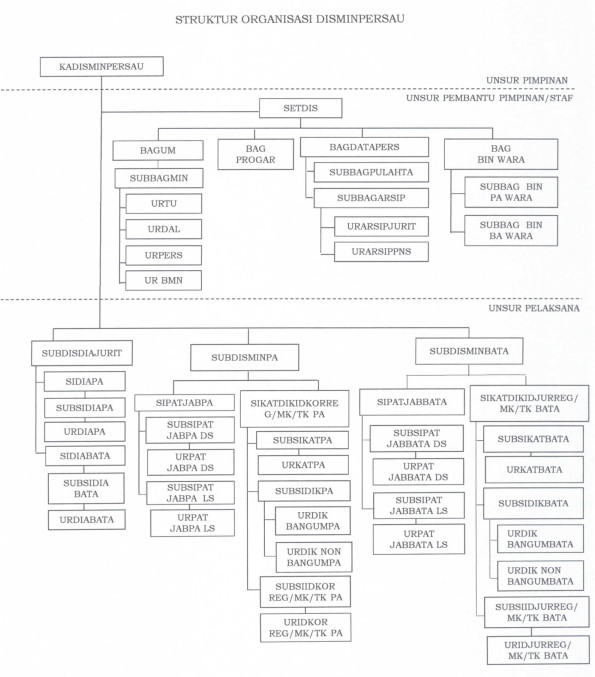 STRUKTUR ORGANISASI DISMINPERSAU
KADISMINPERSAU
UNSUR PIMPINAN
UNSUR PEMBANTU PIMPINAN/STAF
SETDIS
BAGUM
BAG
PROGAR
BAGDATAPERS
BAG
BIN WARA
SUBBAGMIN
URTU
URDAL
URPERS
UR BMN
SUBBAGPULAHTA
SUBBAGARSIP
URARSIPJURIT
URARSIPPNS
SUBBAG BIN
PA WARA
SUBBAG BIN
BA WARA
UNSUR PELAKSANA
SUBDISDIAJURIT
SIDIAPA
SUBSIDIAPA
URDIAPA
SIDIABATA
SUBSIDIA
BATA
URDIABATA
SUBDISMINPA
SIPATJABPA
SUBSIPAT
JABPA DS
URPAT
JABPA DS
SUBSIPAT
JABPA LS
URPAT
JABPA LS
SIKATDIKIDKORRE
G/MK/TK PA
SUBSIKATPA
URKATPA
SUBSIDIKPA
URDIK
BANGUMPA
URDIK NON
BANGUMPA
SUBSIIDKOR
REG/MK/TK PA
URIDKOR
REG/MK/TK PA
SUBDISMINBATA
SIPATJABBATA
SUBSIPAT
JABBATA DS
URPAT
JABBATA DS
SUBSIPAT
JABBATA LS
URPAT
JABBATA LS
SIKATDIKIDJURREG/
MK/TK BATA
SUBSIKATBATA
URKATBATA
SUBSIDIKBATA
URDIK
BANGUMBATA
URDIK NON
BANGUMBATA
SUBSIIDJURREG/
MK/TK BATA
URIDJURREG/
MK/TK BATA